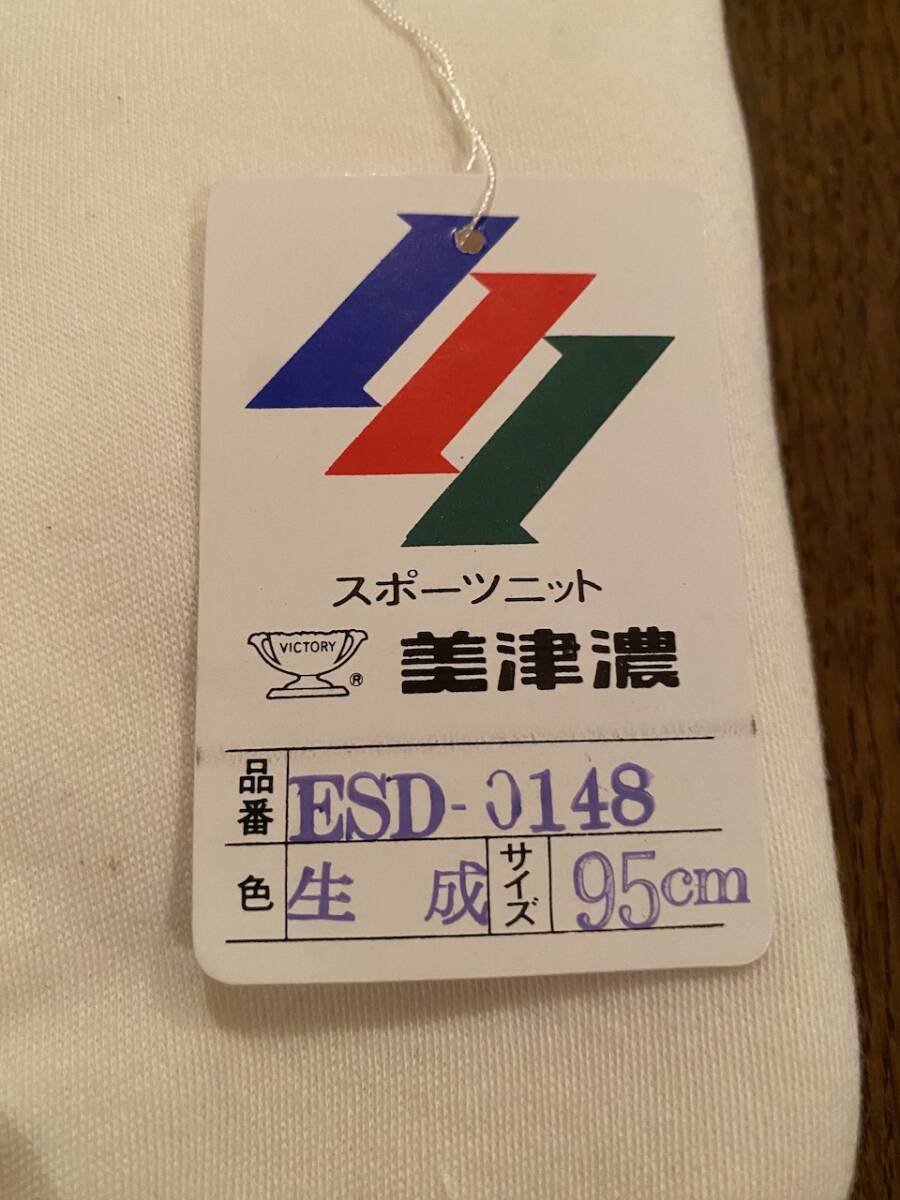 スポーツニット
VICTORY ® 美津濃
品番 ESD-0148
色 生成 サイズ 95cm